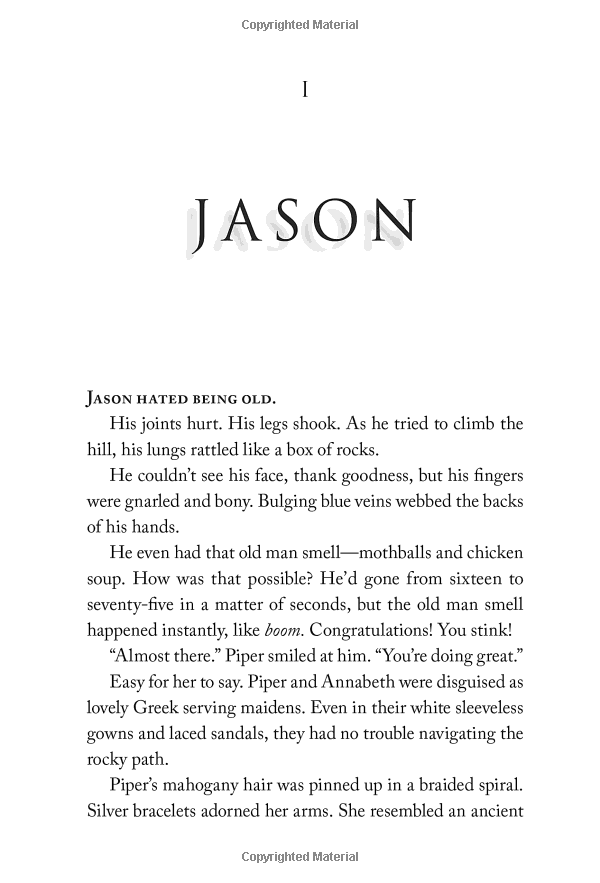 Copyrighted Material
I
JASON
Jason hated being old.
His joints hurt. His legs shook. As he tried to climb the
hill, his lungs rattled like a box of rocks.
He couldn’t see his face, thank goodness, but his fingers
were gnarled and bony. Bulging blue veins webbed the backs
of his hands.
He even had that old man smell—mothballs and chicken
soup. How was that possible? He’d gone from sixteen to
seventy-five in a matter of seconds, but the old man smell
happened instantly, like boom. Congratulations! You stink!
“Almost there.” Piper smiled at him. “You’re doing great.”
Easy for her to say. Piper and Annabeth were disguised as
lovely Greek serving maidens. Even in their white sleeveless
gowns and laced sandals, they had no trouble navigating the
rocky path.
Piper’s mahogany hair was pinned up in a braided spiral.
Silver bracelets adorned her arms. She resembled an ancient
Copyrighted Material